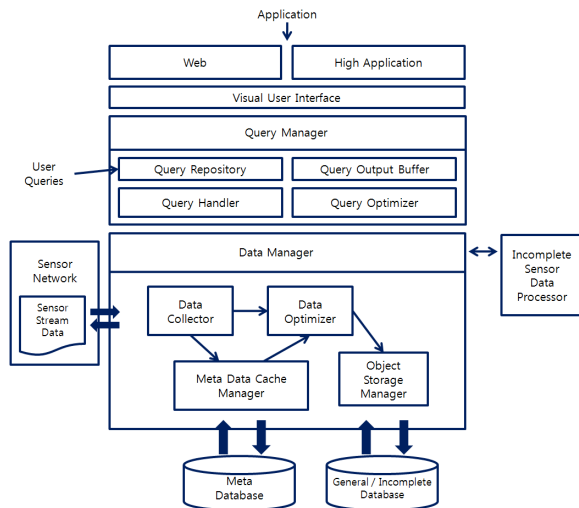 Application
Web
High Application
Visual User Interface
Query Manager
User
Queries
Query Repository
Query Output Buffer
Query Handler
Query Optimizer
Data Manager
Sensor
Network
Sensor
Stream
Data
Incomplete
Sensor
Data
Processor
Data
Collector
Data
Optimizer
Meta Data Cache
Manager
Object
Storage
Manager
Meta
Database
General / Incomplete
Database